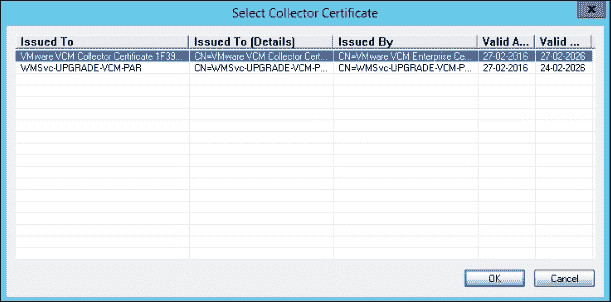 Select Collector Certificate
Issued To Issued To (Details) Issued By Valid A... Valid ...
VMware VCM Collector Certificate 1F39... CN=VMware VCM Collector Cert... CN=VMware VCM Enterprise Ce... 27-02-2016 27-02-2026
WMSvc-UPGRADE-VCM-PAR CN=WMSvc-UPGRADE-VCM-P... CN=WMSvc-UPGRADE-VCM-P... 27-02-2016 24-02-2026
OK Cancel